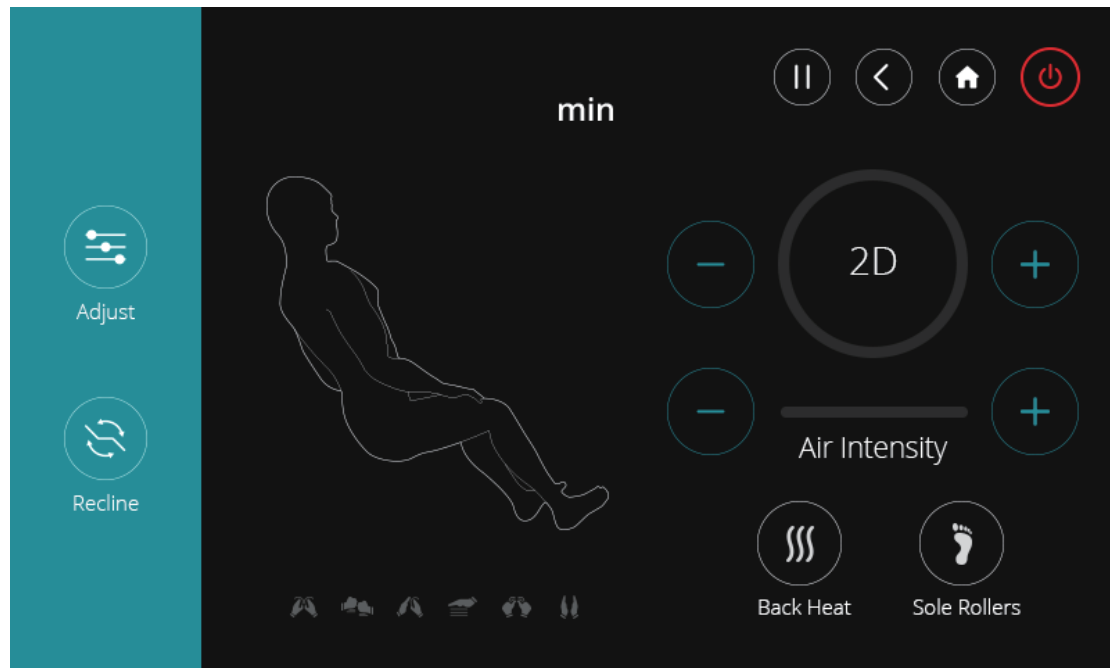 min
2D
Adjust
Air Intensity
Recline
Back Heat
Sole Rollers